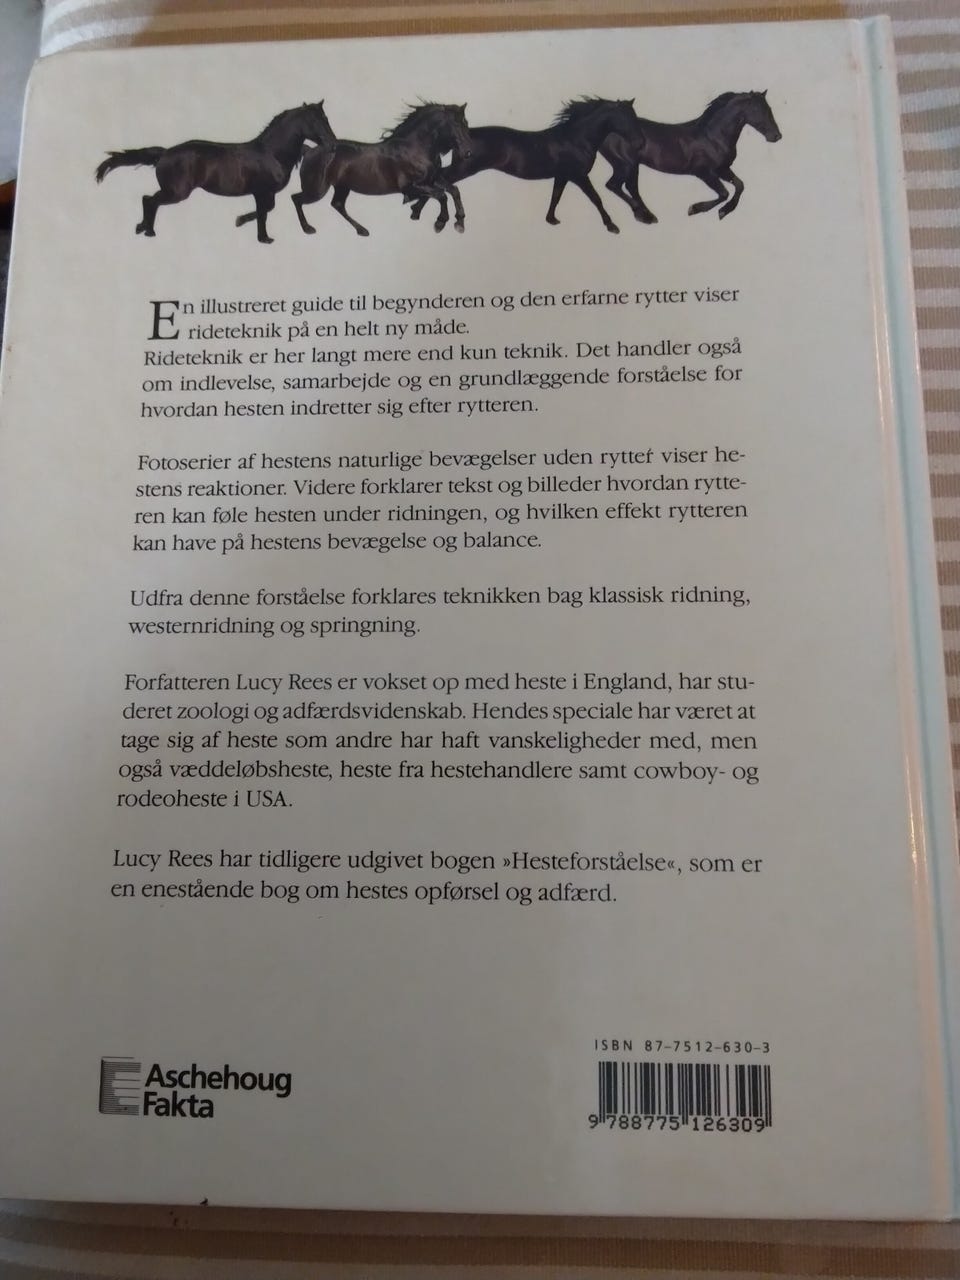 En illustreret guide til begynderen og den erfarne rytter viser
rideteknik på en helt ny måde.
Rideteknik er her langt mere end kun teknik. Det handler også
om indlevelse, samarbejde og en grundlæggende forståelse for
hvordan hesten indretter sig efter rytteren.
Fotoserier af hestens naturlige bevægelser uden rytter viser he-
stens reaktioner. Videre forklarer tekst og billeder hvordan rytte-
ren kan føle hesten under ridningen, og hvilken effekt rytteren
kan have på hestens bevægelse og balance.
Udfra denne forståelse forklares teknikken bag klassisk ridning,
westernridning og springning.
Forfatteren Lucy Rees er vokset op med heste i England, har stu-
deret zoologi og adfærdsvidenskab. Hendes speciale har været at
tage sig af heste som andre har haft vanskeligheder med, men
også væddeløbsheste, heste fra hestehandlere samt cowboy- og
rodeoheste i USA.
Lucy Rees har tidligere udgivet bogen »Hesteforståelse«, som er
en enestående bog om hestes opførsel og adfærd.
ISBN 87-7512-630-3
9 788775 126309
Aschehoug
Fakta